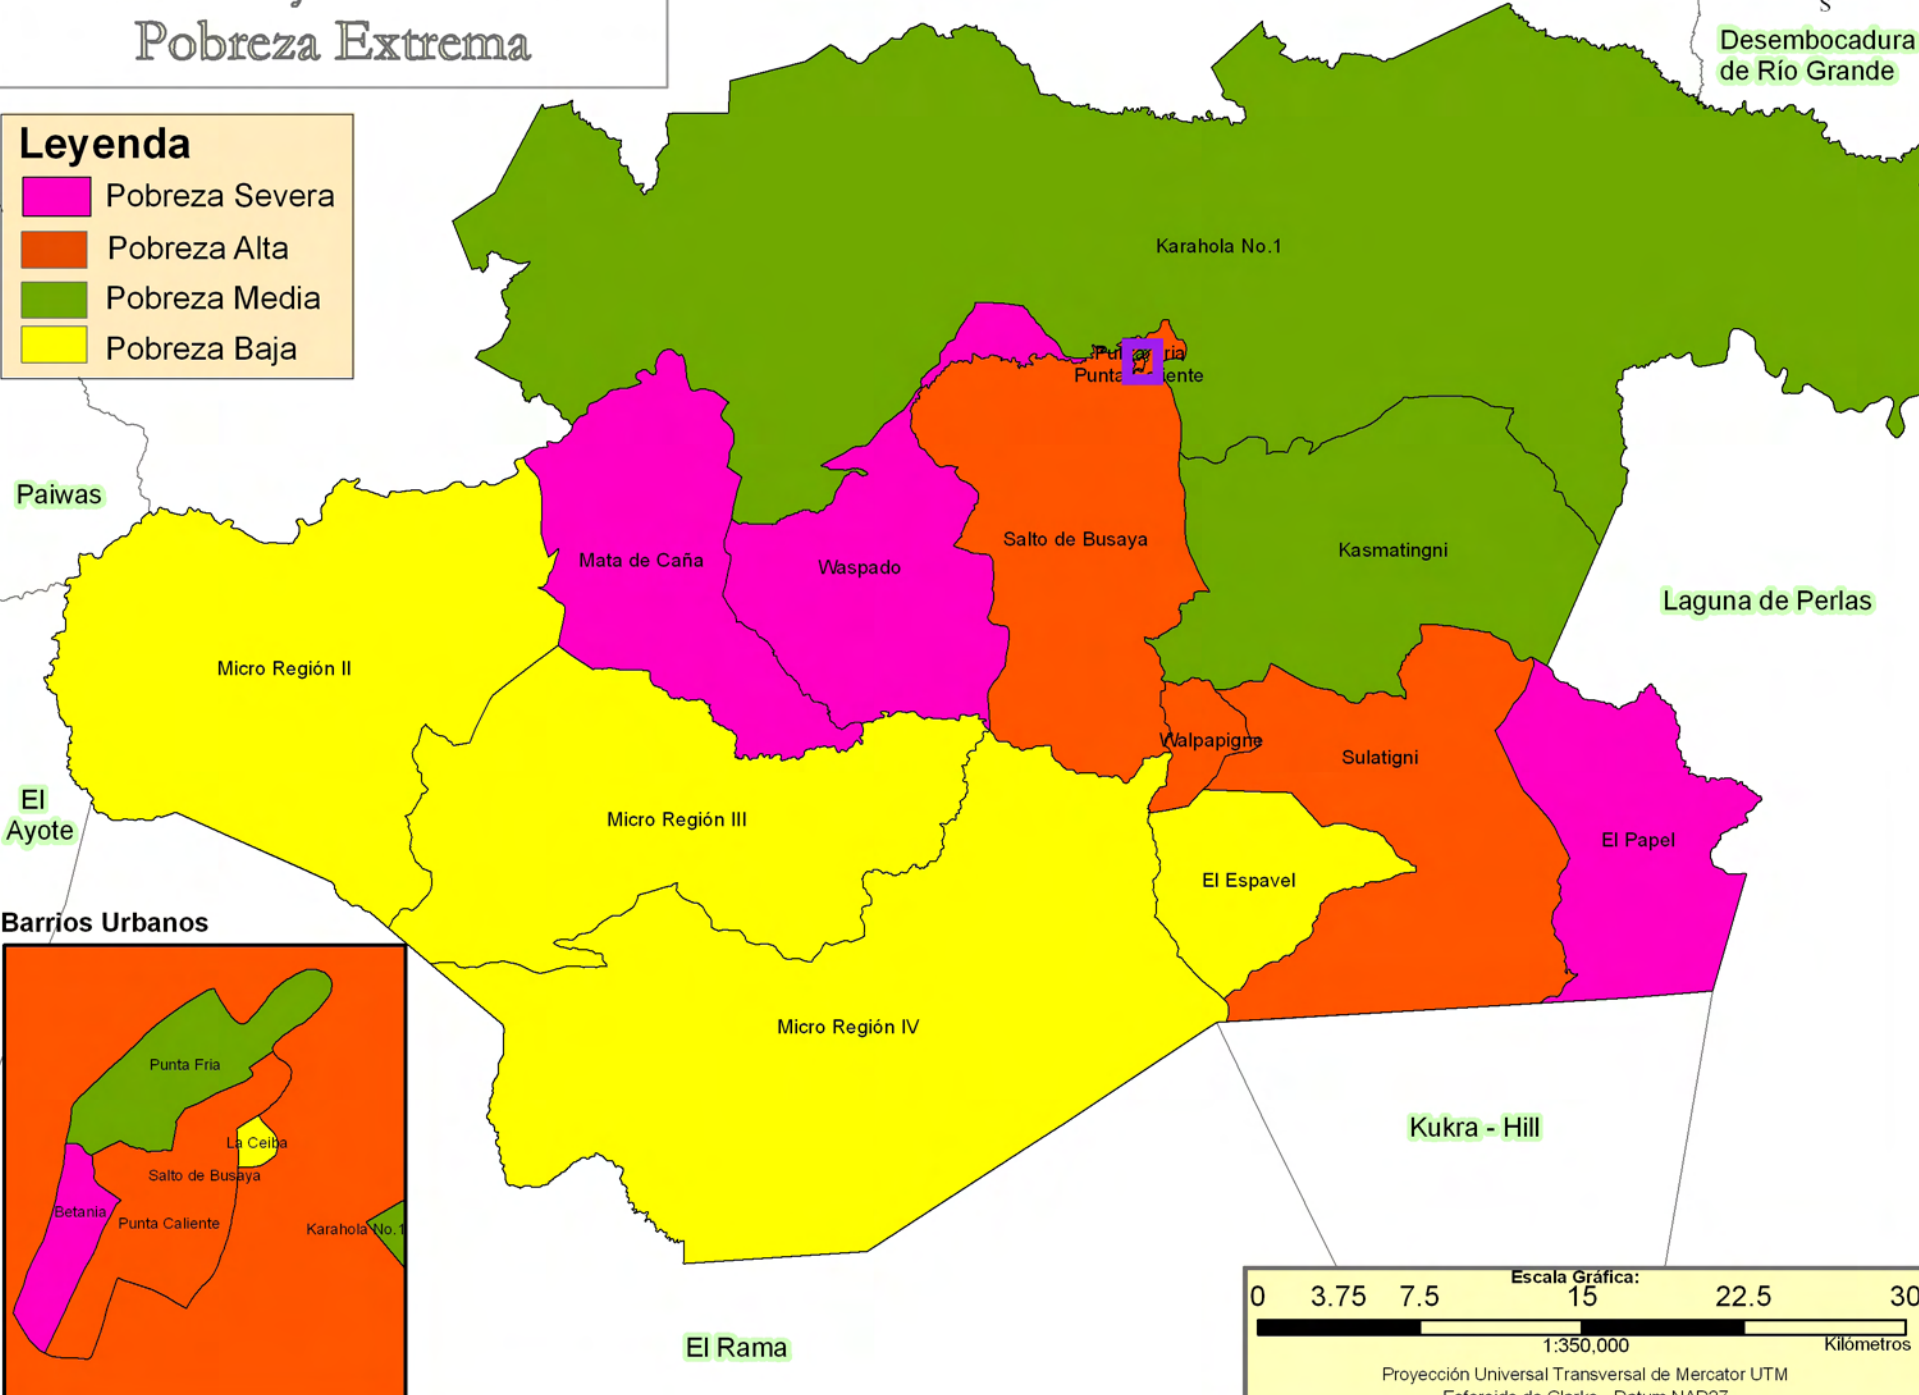 Pobreza Extrema
S
Desembocadura
de Río Grande
Leyenda
Pobreza Severa
Pobreza Alta
Pobreza Media
Pobreza Baja
Karahola No.1
Punta
Paiwas
Salto de Busaya
Kasmatingni
Mata de Caña
Waspado
Laguna de Perlas
Micro Región II
Walpapigne
Sulatigni
El
Ayote
Micro Región III
El Papel
El Espavel
Barrios Urbanos
Micro Región IV
Punta Fria
La Ceiba
Salto de Busaya
Betania
Punta Caliente
Karahola No.1
Kukra - Hill
El Rama
Escala Gráfica:
0 3.75 7.5 15 22.5 30
1:350,000 Kilómetros
Proyección Universal Transversal de Mercator UTM